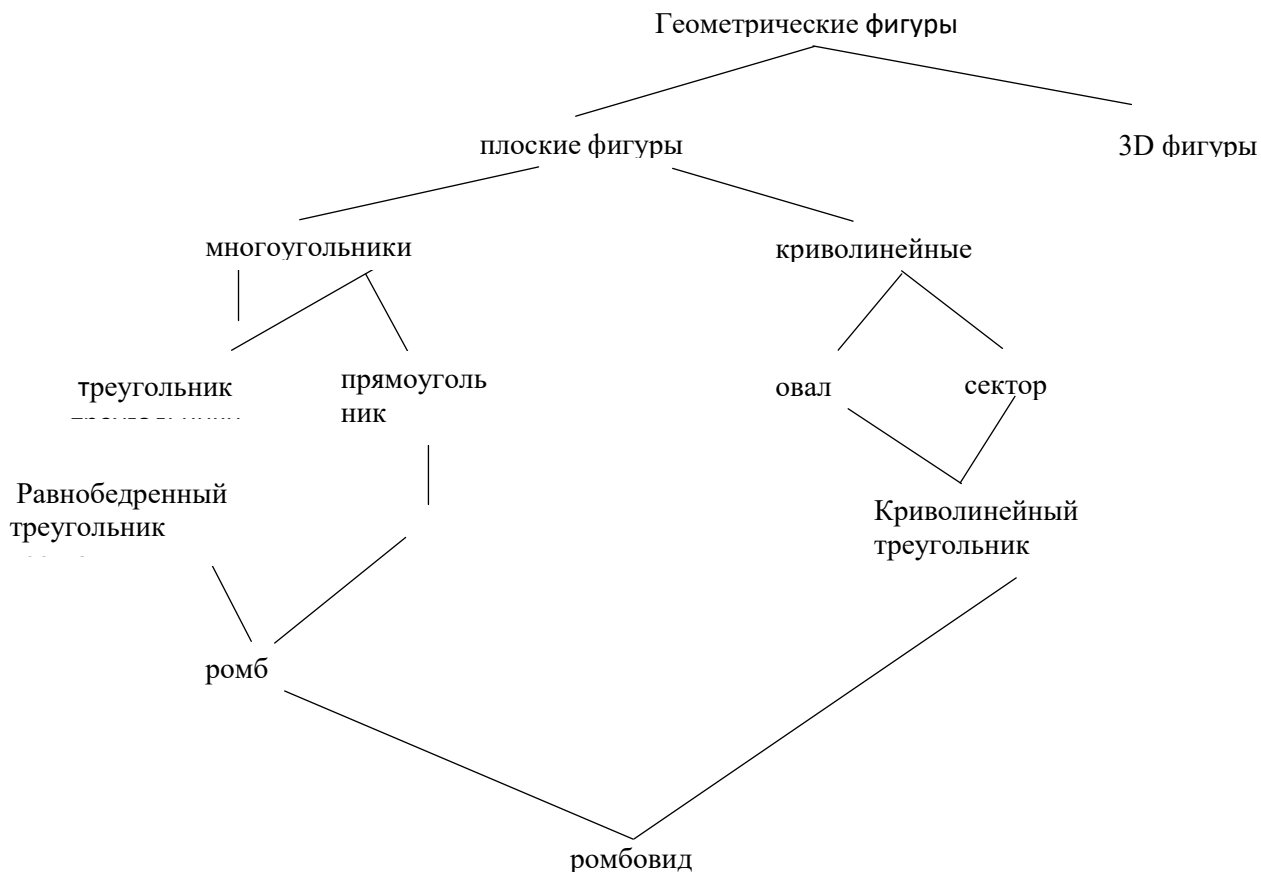 Геометрические фигуры
плоские фигуры
3D фигуры
многоугольники
криволинейные
треугольник
прямоуголь
ник
овал
сектор
Равнобедренный
треугольник
Криволинейный
треугольник
ромб
ромбовид